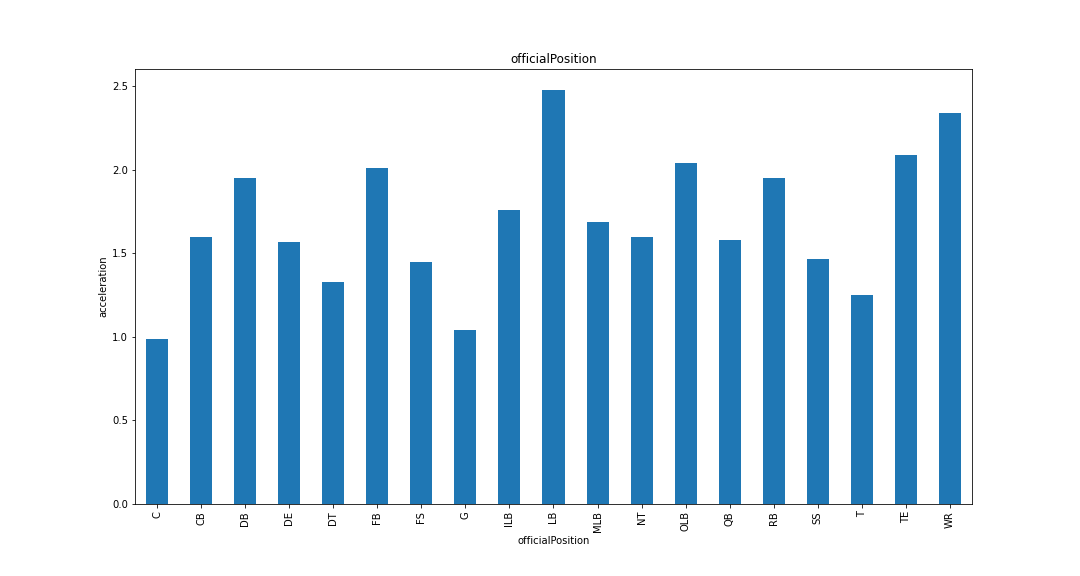 officialPosition
2.5
2.0
1.5
1.0
0.5
0.0
acceleration
C CB DB DE DT FB FS G ILB LB MLB NT OLB QB RB SS T TE WR
officialPosition